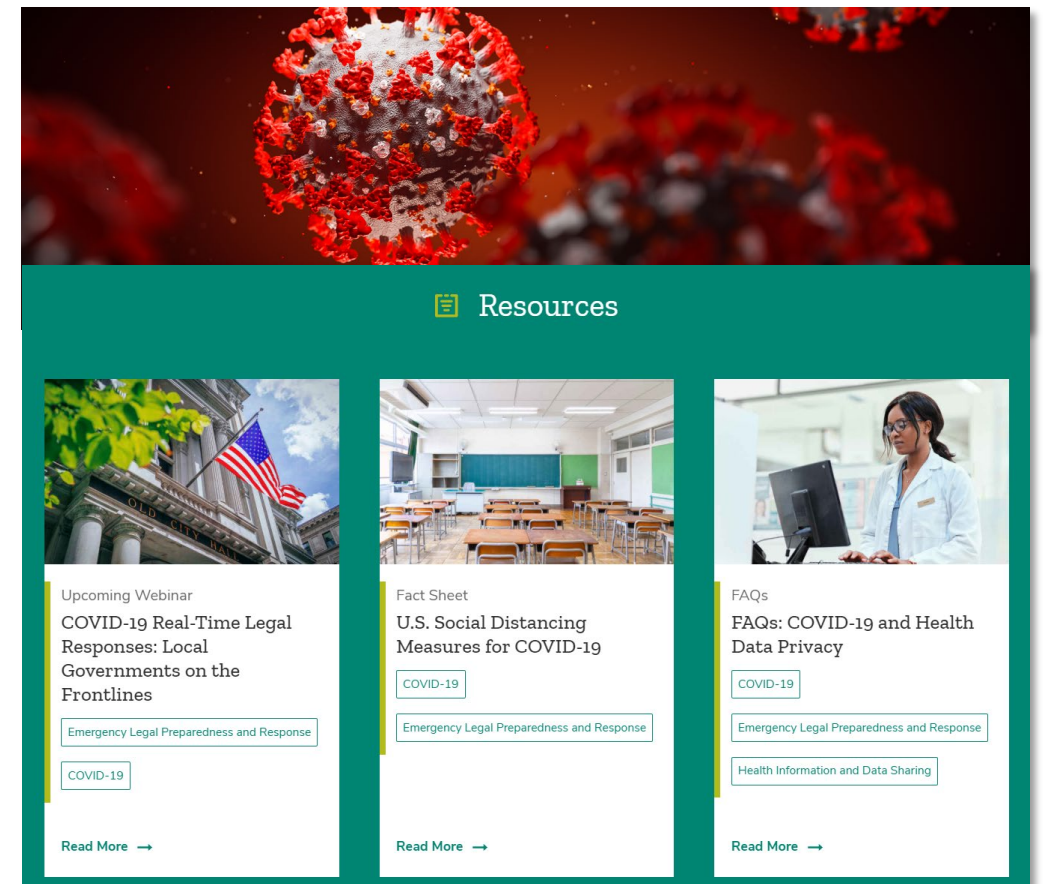 Resources
OLD CITY HALL
Upcoming Webinar
COVID-19 Real-Time Legal
Responses: Local
Governments on the
Frontlines
Emergency Legal Preparedness and Response
COVID-19
Read More →
Fact Sheet
U.S. Social Distancing
Measures for COVID-19
COVID-19
Emergency Legal Preparedness and Response
Read More →
FAQs
FAQs: COVID-19 and Health
Data Privacy
COVID-19
Emergency Legal Preparedness and Response
Health Information and Data Sharing
Read More →